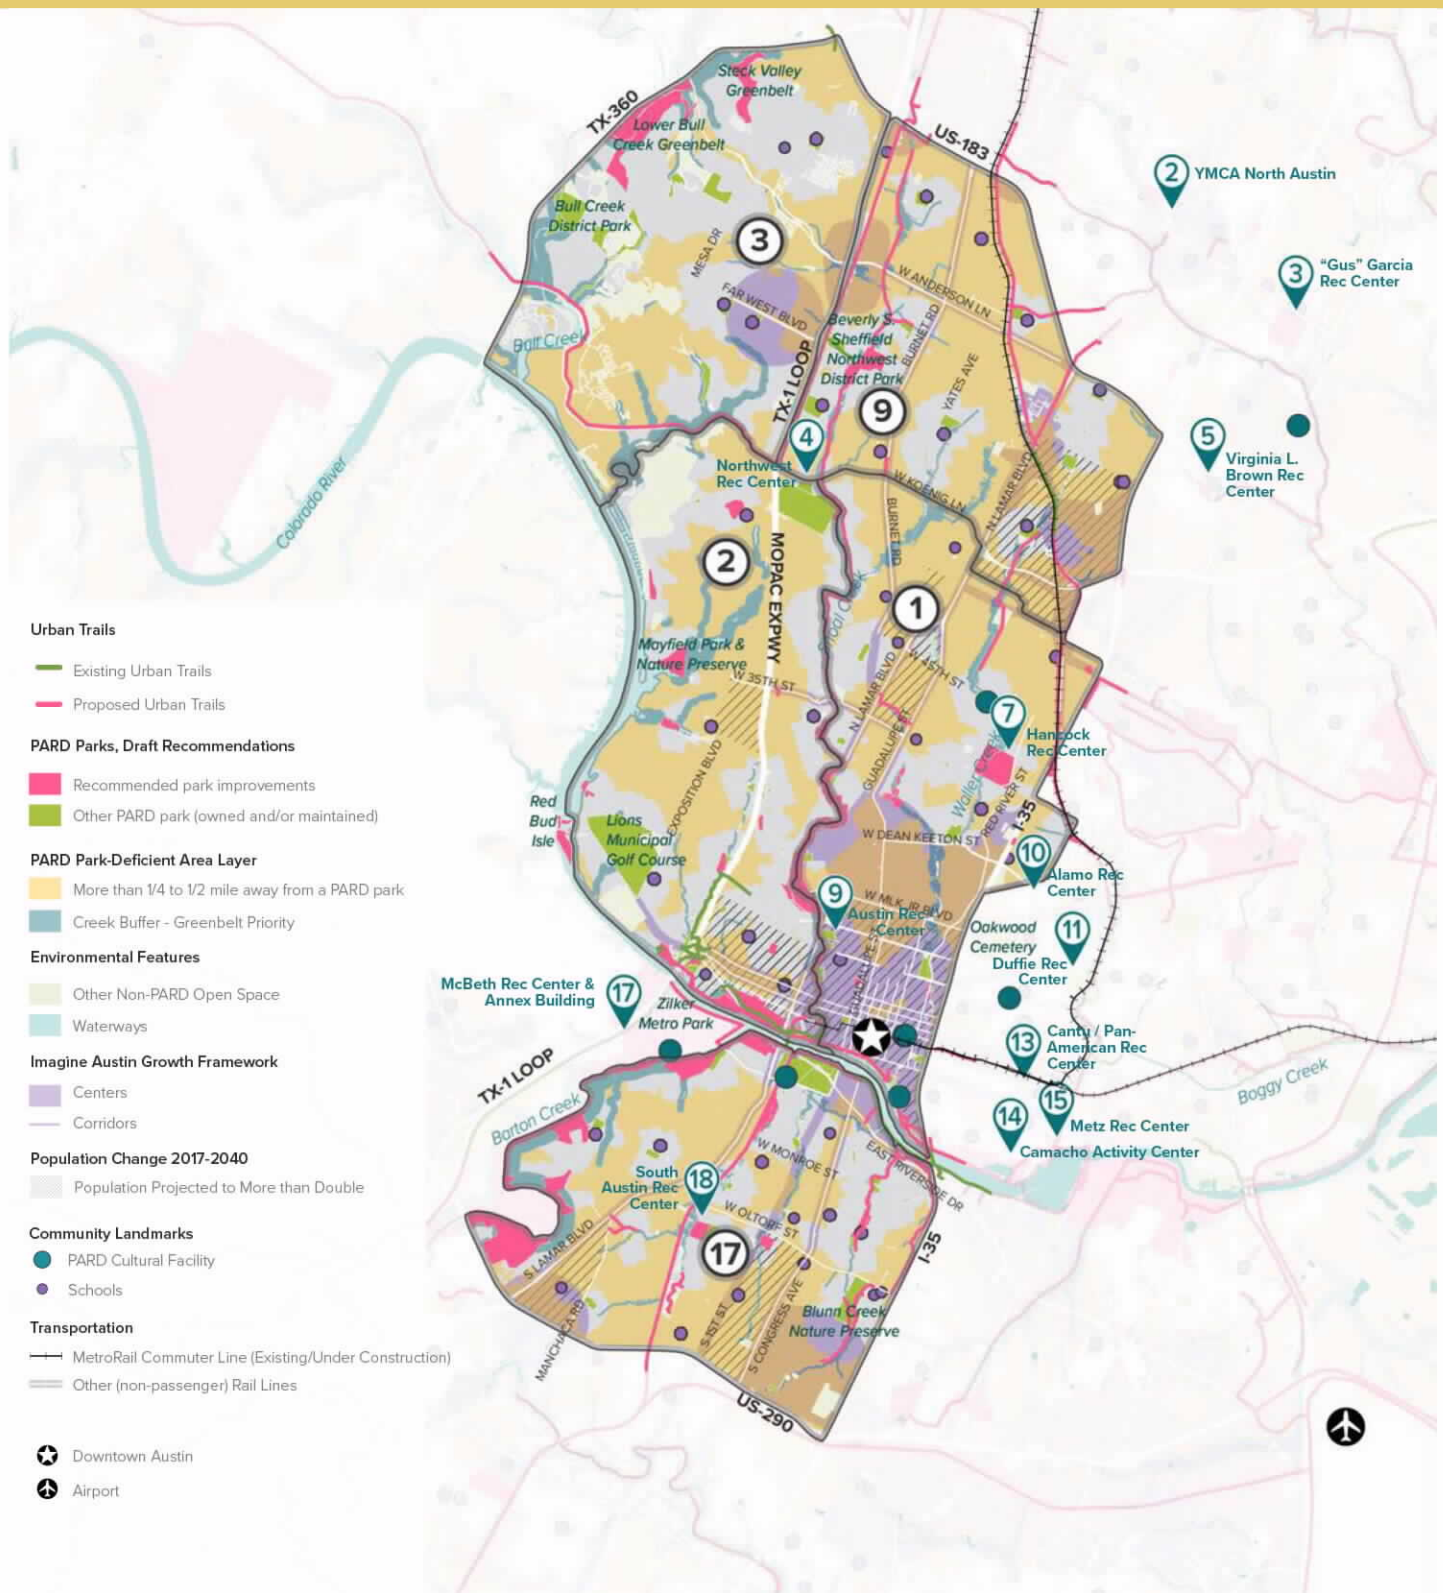 TX-360
Steck Valley
Greenbelt
Lower Bull
Creek Greenbelt
US-183
2
YMCA North Austin
Bull Creek
District Park
3
MESA DR
3
"Gus" Garcia
Rec Center
W ANDERSON LN
FAR WEST BLVD
Beverly S.
Sheffield
Northwest
District Park
BURNET RD
Bull Creek
TX-1 LOOP
YATES AVE
9
4
Northwest
Rec Center
5
Virginia L.
Brown Rec
Center
Colorado River
W KOENIG LN
N LAMAR BLVD
BURNET RD
MOPAC EXPWY
2
1
Shoal Creek
Mayfield Park &
Nature Preserve
W 35TH ST
W 45TH ST
N LAMAR BLVD
GUADALUPE ST
7
Hancock
Rec Center
Waller Creek
RED RIVER ST
I-35
EXPOSITION BLVD
Red
Bud
Isle
Lions
Municipal
Golf Course
W DEAN KEETON ST
10
Alamo Rec
Center
9
Austin Rec
Center
W MLK JR BLVD
GUADALUPE ST
Oakwood
Cemetery
11
Duffie Rec
Center
McBeth Rec Center &
Annex Building
17
Zilker
Metro Park
13
Cantu / Pan-
American Rec
Center
TX-1 LOOP
Barton Creek
Boggy Creek
14
15
Metz Rec Center
Camacho Activity Center
W MONROE ST
EAST RIVERSIDE DR
South
Austin Rec
Center
18
W OLTORF ST
S LAMAR BLVD
17
I-35
MANCHACA RD
S 1ST ST
S CONGRESS AVE
Blunn Creek
Nature Preserve
US-290
Urban Trails
Existing Urban Trails
Proposed Urban Trails
PARD Parks, Draft Recommendations
Recommended park improvements
Other PARD park (owned and/or maintained)
PARD Park-Deficient Area Layer
More than 1/4 to 1/2 mile away from a PARD park
Creek Buffer - Greenbelt Priority
Environmental Features
Other Non-PARD Open Space
Waterways
Imagine Austin Growth Framework
Centers
Corridors
Population Change 2017-2040
Population Projected to More than Double
Community Landmarks
PARD Cultural Facility
Schools
Transportation
MetroRail Commuter Line (Existing/Under Construction)
Other (non-passenger) Rail Lines
Downtown Austin
Airport